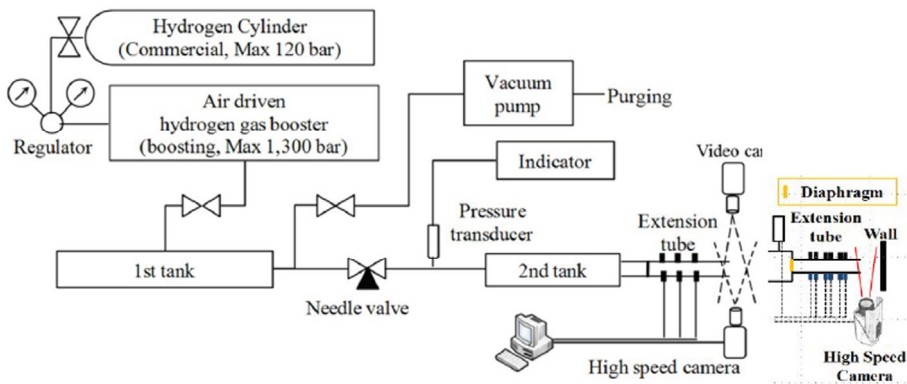 Hydrogen Cylinder
(Commercial, Max 120 bar)
Air driven
hydrogen gas booster
(boosting, Max 1,300 bar)
Regulator
Vacuum
pump
Purging
Indicator
Video car
Pressure
transducer
Extension
tube
1st tank
2nd tank
Needle valve
High speed camera
Diaphragm
Extension
tube
Wall
High Speed
Camera